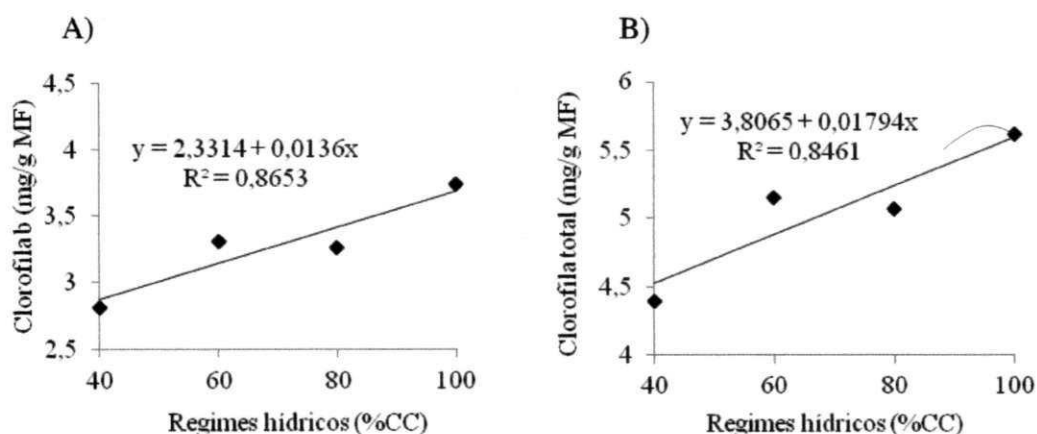 A)
4,5
4
3,5
3
2,5
Clorofilab (mg/g MF)
y = 2,3314 + 0,0136x
R² = 0,8653
40 60 80 100
Regimes hídricos (%CC)
B)
6
5,5
5
4,5
4
Clorofila total (mg/g MF)
y = 3,8065 + 0,01794x
R² = 0,8461
40 60 80 100
Regimes hídricos (%CC)